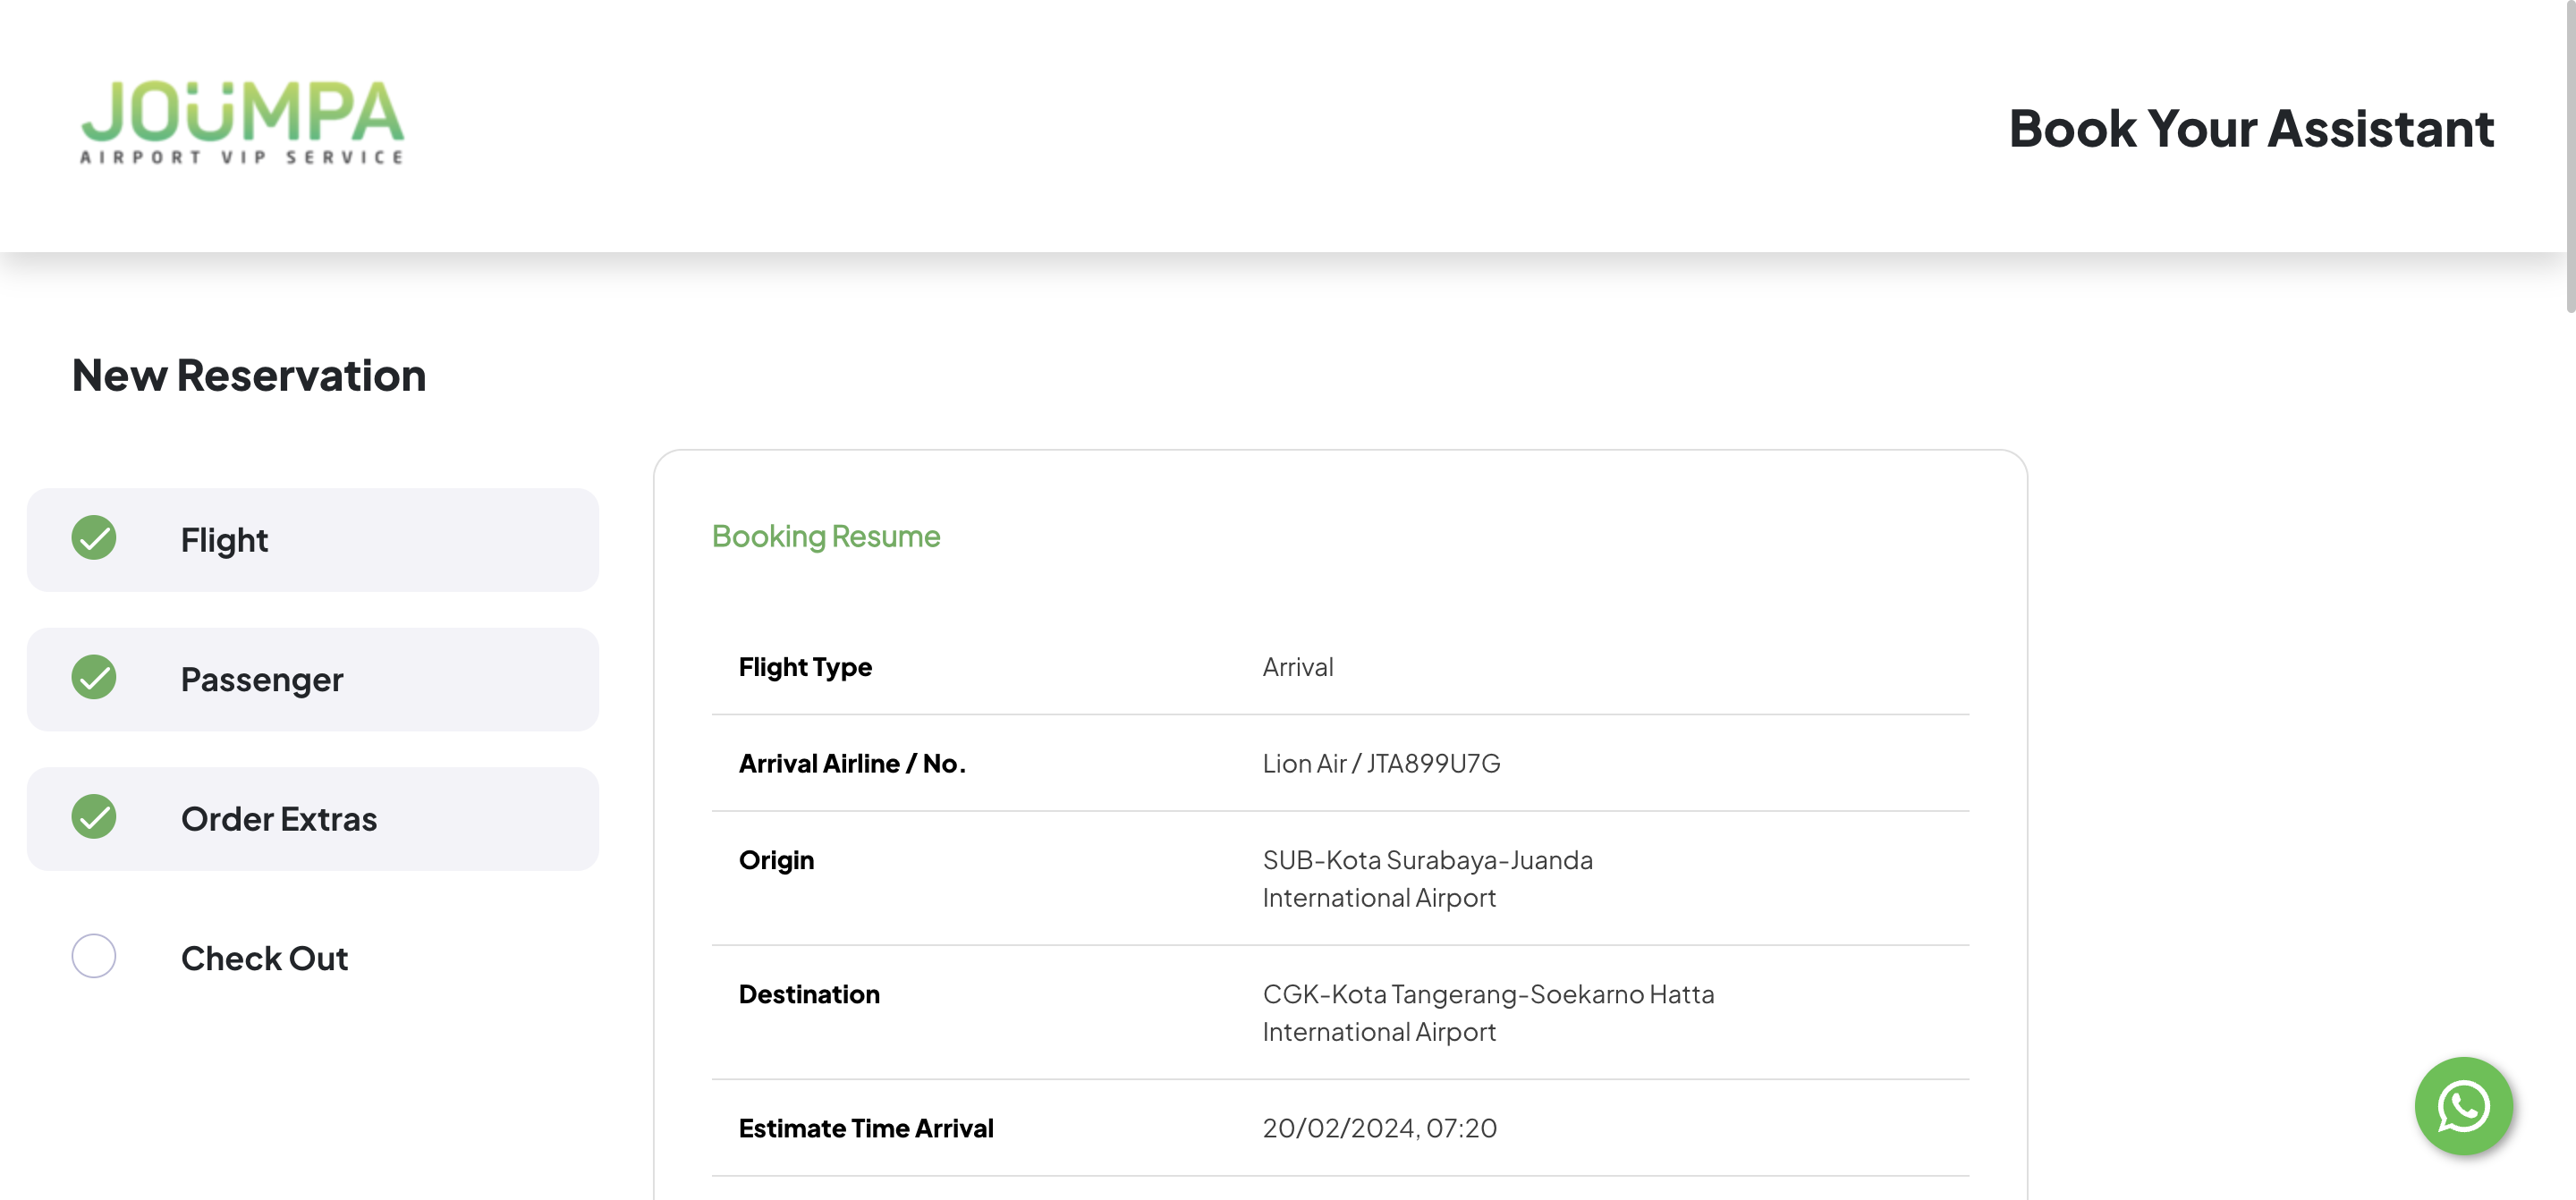 JOÜMPA
AIRPORT VIP SERVICE
Book Your Assistant
New Reservation
Flight
Passenger
Order Extras
Check Out
Booking Resume
Flight Type Arrival
Arrival Airline / No. Lion Air / JTA899U7G
Origin SUB-Kota Surabaya-Juanda
International Airport
Destination CGK-Kota Tangerang-Soekarno Hatta
International Airport
Estimate Time Arrival 20/02/2024, 07:20